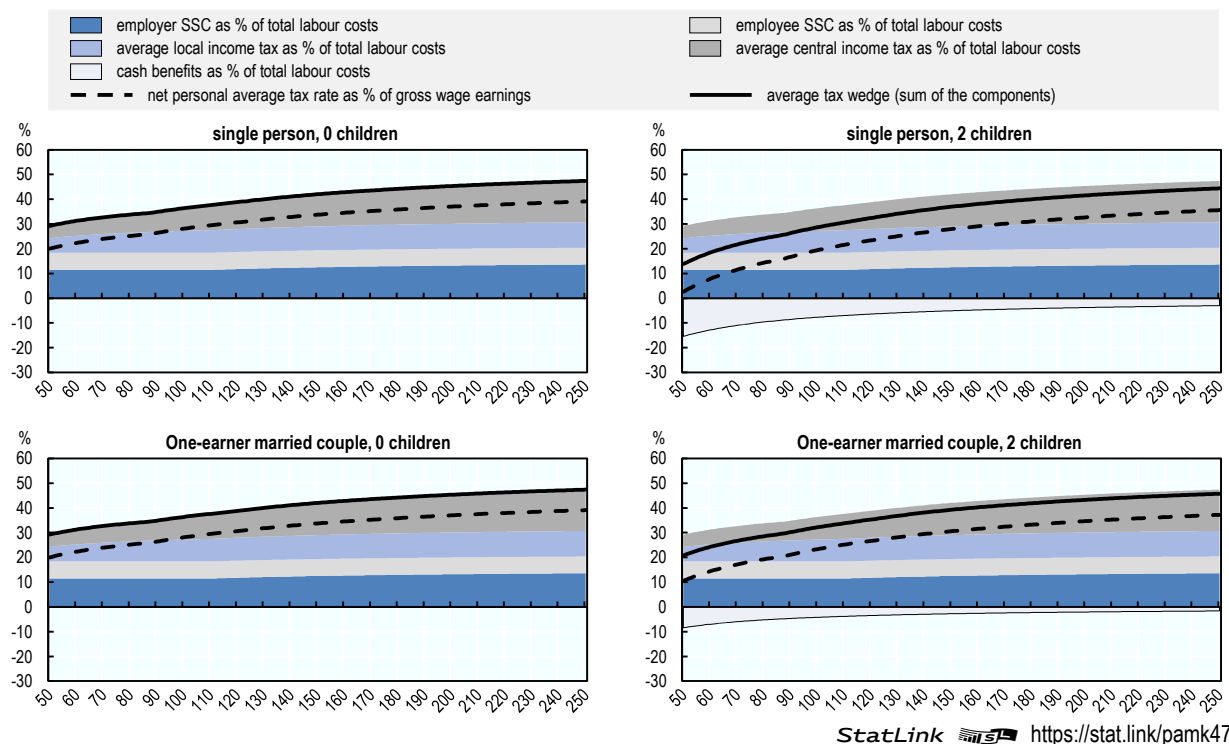 employer SSC as % of total labour costs
employee SSC as % of total labour costs
average local income tax as % of total labour costs
average central income tax as % of total labour costs
cash benefits as % of total labour costs
net personal average tax rate as % of gross wage earnings
average tax wedge (sum of the components)
%
single person, 0 children
60
50
40
30
20
10
0
-10
-20
-30
50 60 70 80 90 100 110 120 130 140 150 160 170 180 190 200 210 220 230 240 250
%
single person, 2 children
60
50
40
30
20
10
0
-10
-20
-30
50 60 70 80 90 100 110 120 130 140 150 160 170 180 190 200 210 220 230 240 250
%
One-earner married couple, 0 children
60
50
40
30
20
10
0
-10
-20
-30
50 60 70 80 90 100 110 120 130 140 150 160 170 180 190 200 210 220 230 240 250
%
One-earner married couple, 2 children
60
50
40
30
20
10
0
-10
-20
-30
50 60 70 80 90 100 110 120 130 140 150 160 170 180 190 200 210 220 230 240 250
StatLink https://stat.link/pamk47